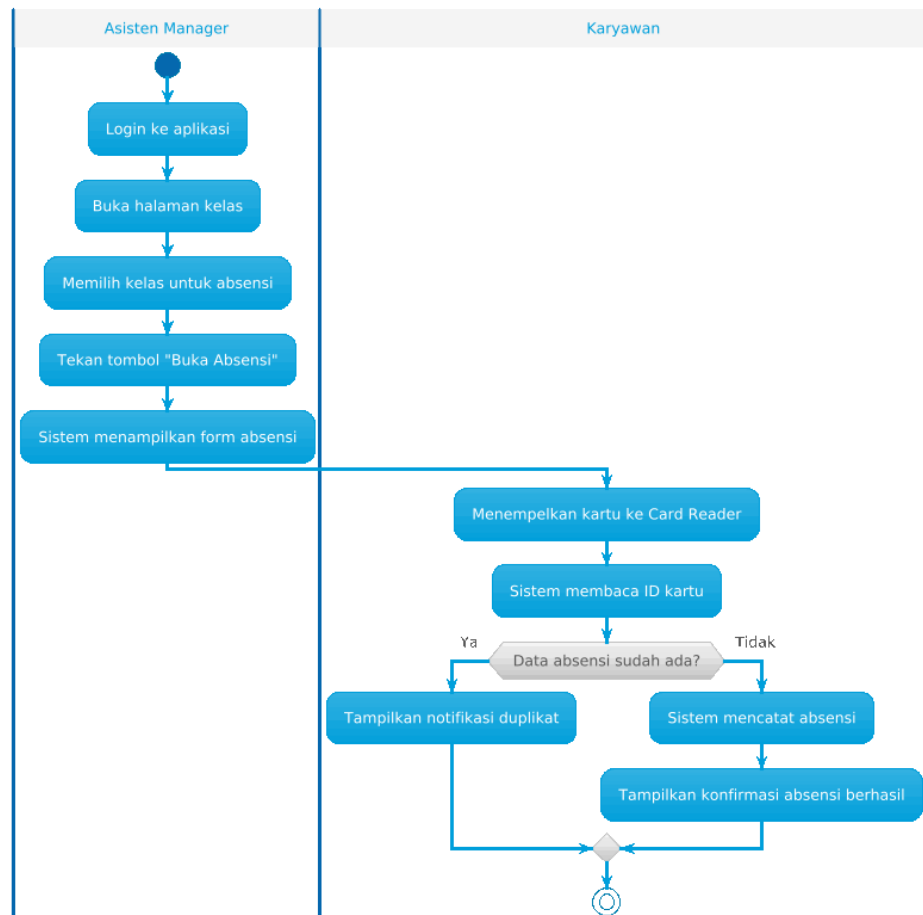 Asisten Manager
Karyawan
Login ke aplikasi
Buka halaman kelas
Memilih kelas untuk absensi
Tekan tombol "Buka Absensi"
Sistem menampilkan form absensi
Menempelkan kartu ke Card Reader
Sistem membaca ID kartu
Data absensi sudah ada?
Ya
Tidak
Tampilkan notifikasi duplikat
Sistem mencatat absensi
Tampilkan konfirmasi absensi berhasil